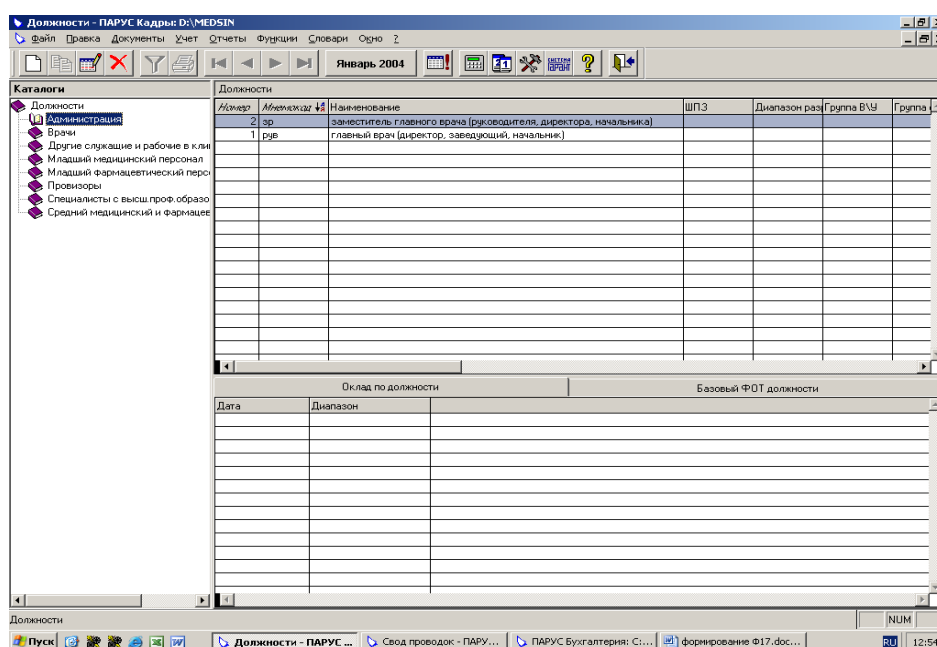 Должности - ПАРУС Кадры: D:\MEDSIN
Файл Правка Документы Учет Отчеты Функции Словари Окно ?
Январь 2004
Каталоги
Должности
Администрация
Врачи
Другие служащие и рабочие в кли
Младший медицинский персонал
Младший фармацевтический персо
Провизоры
Специалисты с высш.проф.образо
Средний медицинский и фармацев
Должности
Номер Мнемокод Наименование ШПЗ Диапазон раз Группа В\У Группа
2 зр заместитель главного врача (руководителя, директора, начальника)
1 рув главный врач (директор, заведующий, начальник)
Оклад по должности Базовый ФОТ должности
Дата Диапазон
Должности NUM
Пуск Должности - ПАРУС ... Свод проводок - ПАРУ... ПАРУС Бухгалтерия: С:... формирование Ф17.doc... RU 12:54